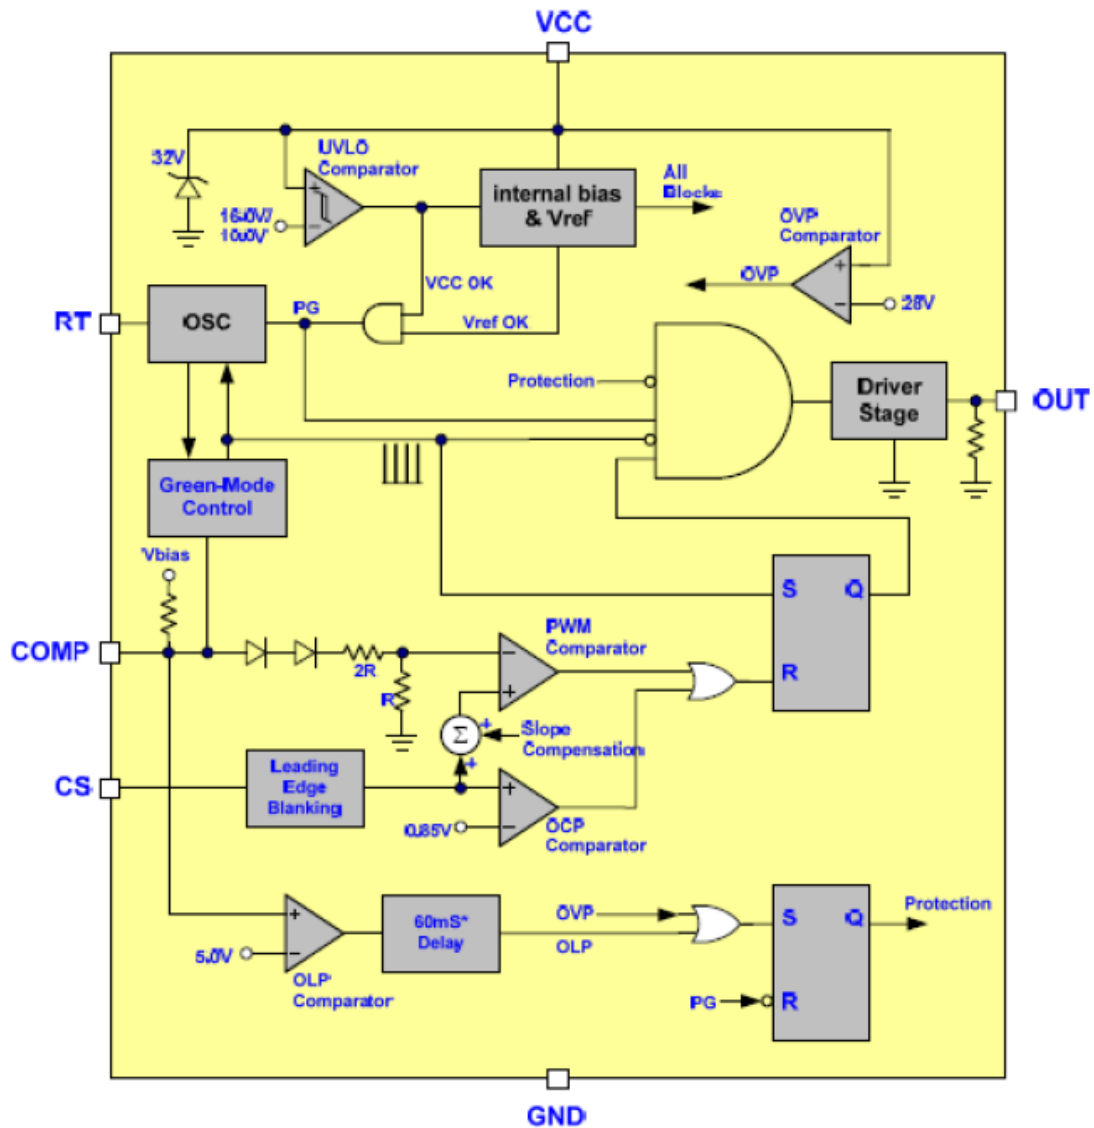 VCC
32V
UVLO
Comparator
16.0V/
10.0V
internal bias
& Vref
All
Blocks
OVP
Comparator
OVP
28V
VCC OK
PG
Vref OK
RT
OSC
Protection
Driver
Stage
OUT
Green-Mode
Control
Vbias
S
Q
R
COMP
2R
R
PWM
Comparator
Σ
+
Slope
Compensation
+
CS
Leading
Edge
Blanking
+
−
0.85V
OCP
Comparator
+
−
5.0V
OLP
Comparator
60mS*
Delay
OVP
OLP
S
Q
Protection
PG
R
GND